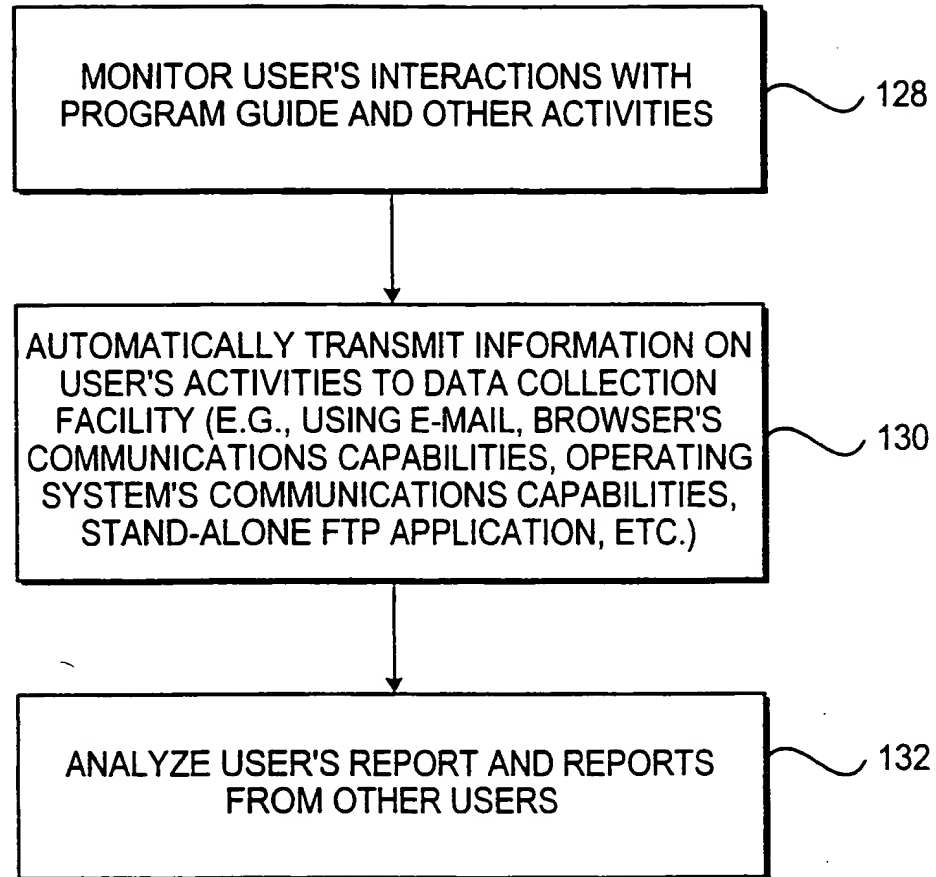 MONITOR USER'S INTERACTIONS WITH
PROGRAM GUIDE AND OTHER ACTIVITIES
128
AUTOMATICALLY TRANSMIT INFORMATION ON
USER'S ACTIVITIES TO DATA COLLECTION
FACILITY (E.G., USING E-MAIL, BROWSER'S
COMMUNICATIONS CAPABILITIES, OPERATING
SYSTEM'S COMMUNICATIONS CAPABILITIES,
STAND-ALONE FTP APPLICATION, ETC.)
130
ANALYZE USER'S REPORT AND REPORTS
FROM OTHER USERS
132